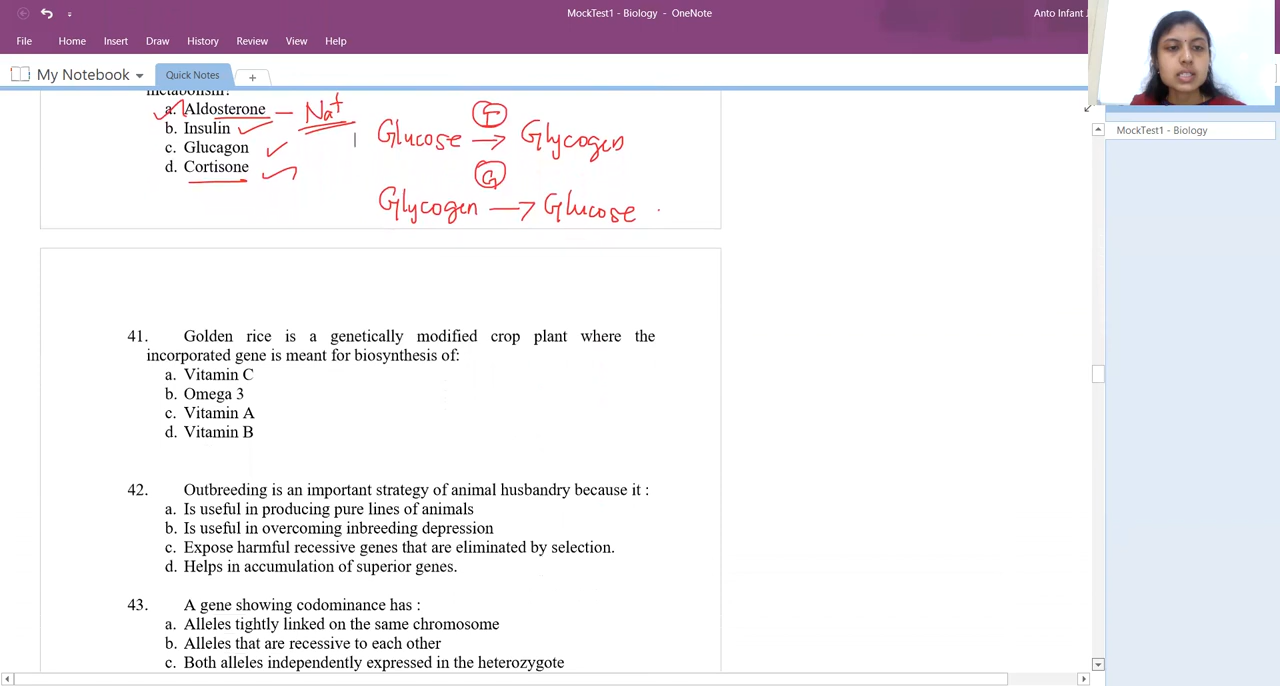 MockTest1 - Biology - OneNote
Anto Infant
File Home Insert Draw History Review View Help
My Notebook
Quick Notes
+
metabolism?
a. Aldosterone — Na+
b. Insulin
c. Glucagon
d. Cortisone
I
Glucose → Glycogen
G
Glycogen → Glucose
MockTest1 - Biology
41. Golden rice is a genetically modified crop plant where the
incorporated gene is meant for biosynthesis of:
a. Vitamin C
b. Omega 3
c. Vitamin A
d. Vitamin B
42. Outbreeding is an important strategy of animal husbandry because it :
a. Is useful in producing pure lines of animals
b. Is useful in overcoming inbreeding depression
c. Expose harmful recessive genes that are eliminated by selection.
d. Helps in accumulation of superior genes.
43. A gene showing codominance has :
a. Alleles tightly linked on the same chromosome
b. Alleles that are recessive to each other
c. Both alleles independently expressed in the heterozygote